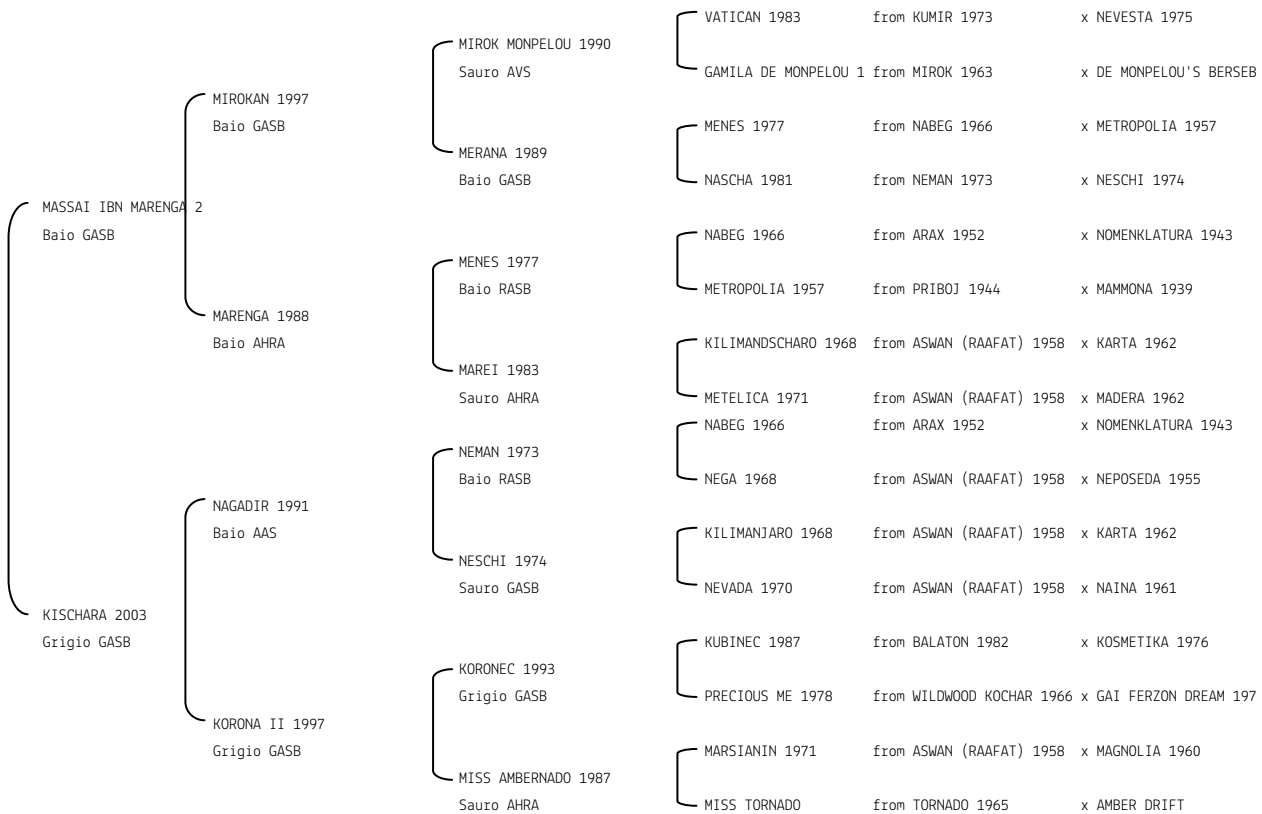 VATICAN 1983 from KUMIR 1973 x NEVESTA 1975
MIROK MONPELOU 1990
Sauro AVS
GAMILA DE MONPELOU 1 from MIROK 1963 x DE MONPELOU'S BERSEB
MIROKAN 1997
Baio GASB
MENES 1977 from NABEG 1966 x METROPOLIA 1957
MERANA 1989
Baio GASB
NASCHA 1981 from NEMAN 1973 x NESCHI 1974
MASSAI IBN MARENGA 2
Baio GASB
NABEG 1966 from ARAX 1952 x NOMENKLATURA 1943
MENES 1977
Baio RASB
METROPOLIA 1957 from PRIBOJ 1944 x MAMMONA 1939
MARENGA 1988
Baio AHRA
KILIMANDSCHARO 1968 from ASWAN (RAAFAT) 1958 x KARTA 1962
MAREI 1983
Sauro AHRA
METELICA 1971 from ASWAN (RAAFAT) 1958 x MADERA 1962
NABEG 1966 from ARAX 1952 x NOMENKLATURA 1943
NEMAN 1973
Baio RASB
NEGA 1968 from ASWAN (RAAFAT) 1958 x NEPOSEDA 1955
NAGADIR 1991
Baio AAS
KILIMANJARO 1968 from ASWAN (RAAFAT) 1958 x KARTA 1962
NESCHI 1974
Sauro GASB
NEVADA 1970 from ASWAN (RAAFAT) 1958 x NAINA 1961
KISCHARA 2003
Grigio GASB
KUBINEC 1987 from BALATON 1982 x KOSMETIKA 1976
KORONEC 1993
Grigio GASB
PRECIOUS ME 1978 from WILDWOOD KOCHAR 1966 x GAI FERZON DREAM 197
KORONA II 1997
Grigio GASB
MARSIANIN 1971 from ASWAN (RAAFAT) 1958 x MAGNOLIA 1960
MISS AMBERNADO 1987
Sauro AHRA
MISS TORNADO from TORNADO 1965 x AMBER DRIFT